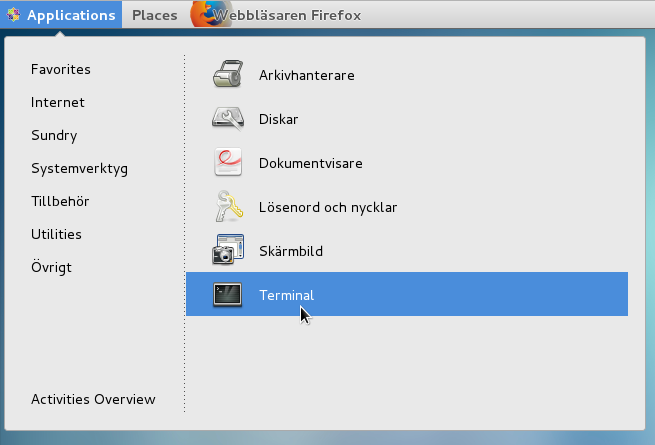 Applications Places Webbläsaren Firefox
Favorites
Internet
Sundry
Systemverktyg
Tillbehör
Utilities
Övrigt
Activities Overview
Arkivhanterare
Diskar
Dokumentvisare
Lösenord och nycklar
Skärmbild
Terminal